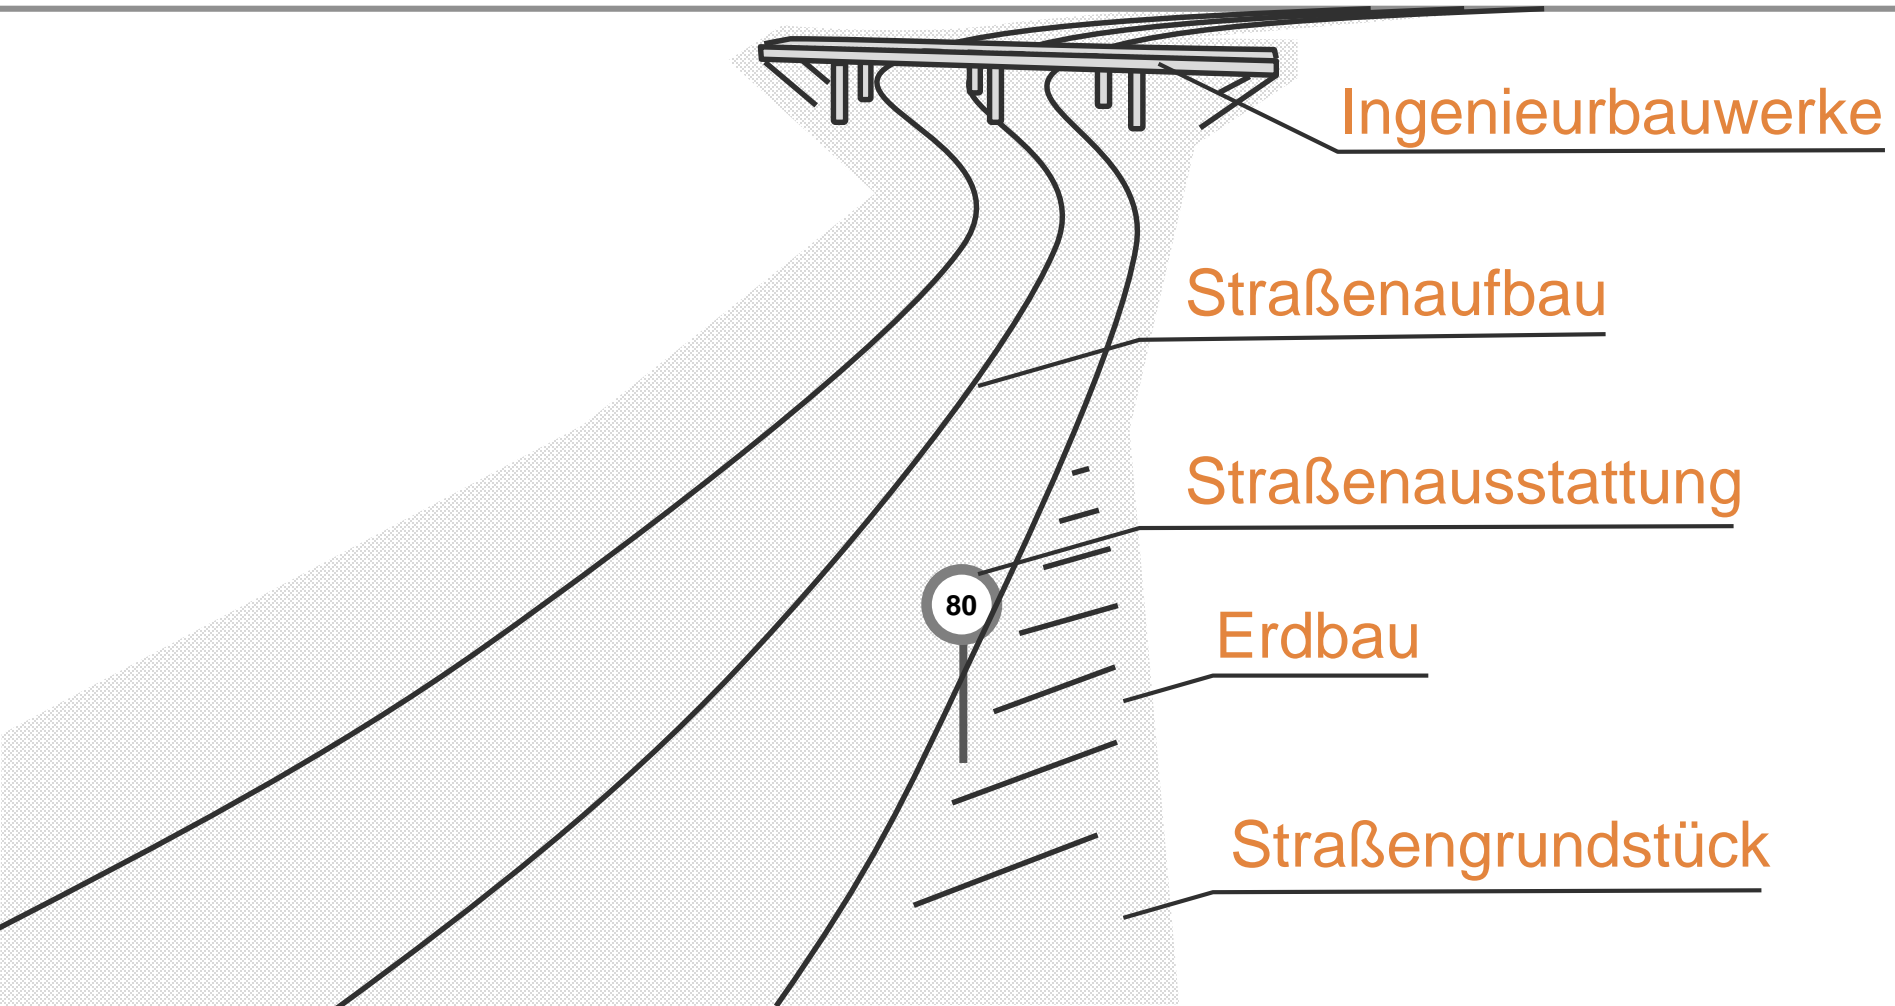 Ingenieurbauwerke
Straßenaufbau
Straßenausstattung
80
Erdbau
Straßengrundstück